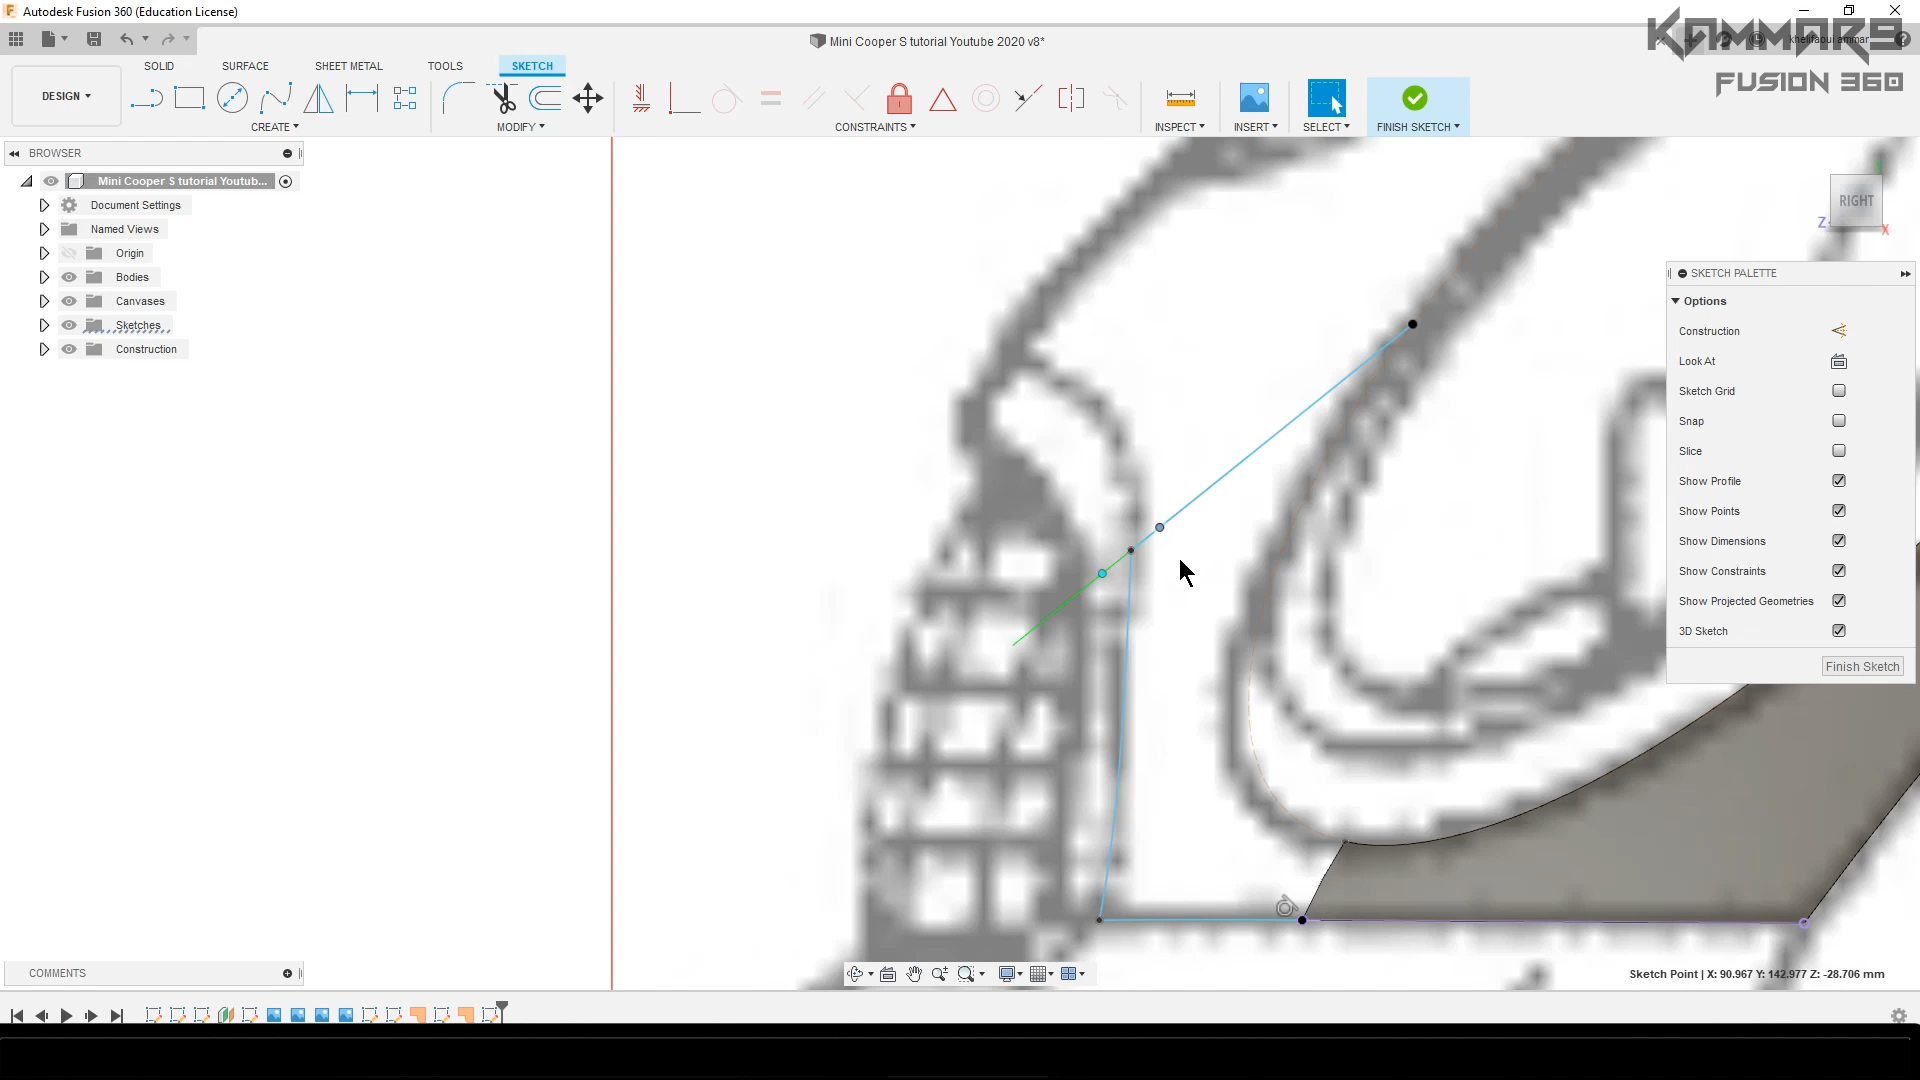 Autodesk Fusion 360 (Education License)
Mini Cooper S tutorial Youtube 2020 v8*
khelifaoui ammar
KAMMAR9
FUSION 360
SOLID
SURFACE
SHEET METAL
TOOLS
SKETCH
DESIGN
CREATE
MODIFY
CONSTRAINTS
INSPECT
INSERT
SELECT
FINISH SKETCH
BROWSER
Mini Cooper S tutorial Youtub...
Document Settings
Named Views
Origin
Bodies
Canvases
Sketches
Construction
RIGHT
Z
X
SKETCH PALETTE
Options
Construction
Look At
Sketch Grid
Snap
Slice
Show Profile
Show Points
Show Dimensions
Show Constraints
Show Projected Geometries
3D Sketch
Finish Sketch
COMMENTS
Sketch Point | X: 90.967 Y: 142.977 Z: -28.706 mm